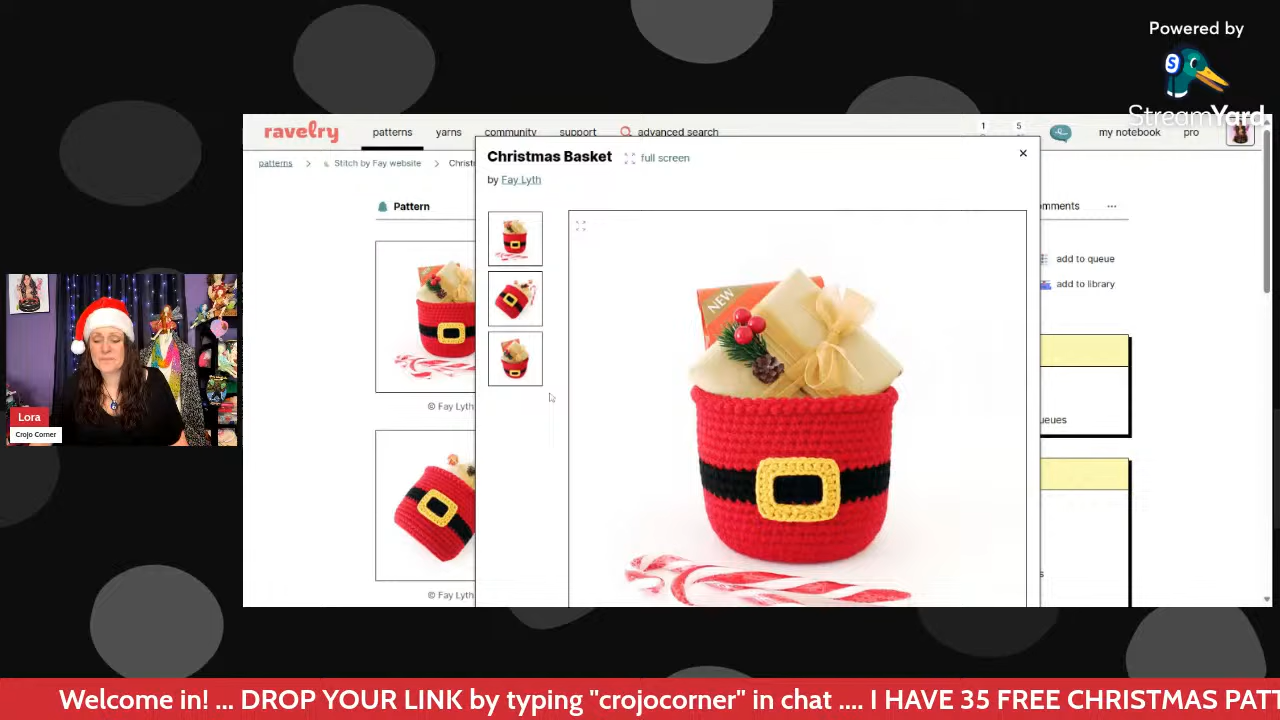 Powered by
StreamYard
ravelry patterns yarns community support advanced search 1 5 my notebook pro
patterns > Stitch by Fay website >
Christmas Basket full screen
by Fay Lyth
Pattern
add to queue
add to library
NEW
© Fay Lyth
© Fay Lyth
Lora
Crojo Corner
Welcome in! ... DROP YOUR LINK by typing "crojocorner" in chat .... I HAVE 35 FREE CHRISTMAS PATT